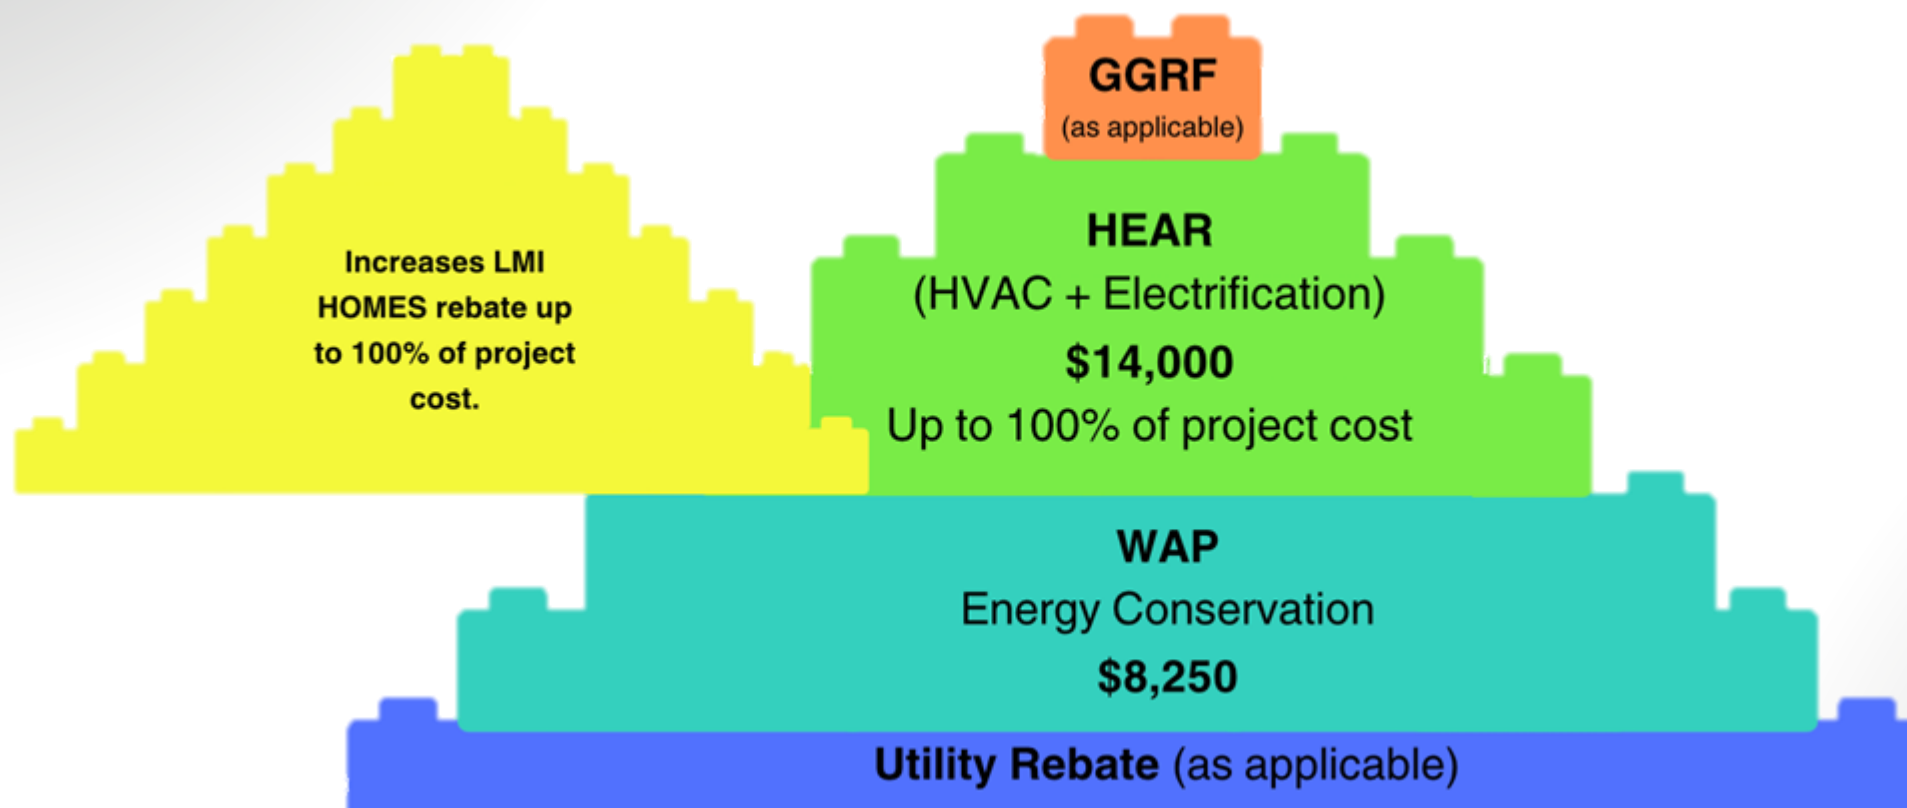 GGRF
(as applicable)
Increases LMI
HOMES rebate up
to 100% of project
cost.
HEAR
(HVAC + Electrification)
$14,000
Up to 100% of project cost
WAP
Energy Conservation
$8,250
Utility Rebate (as applicable)